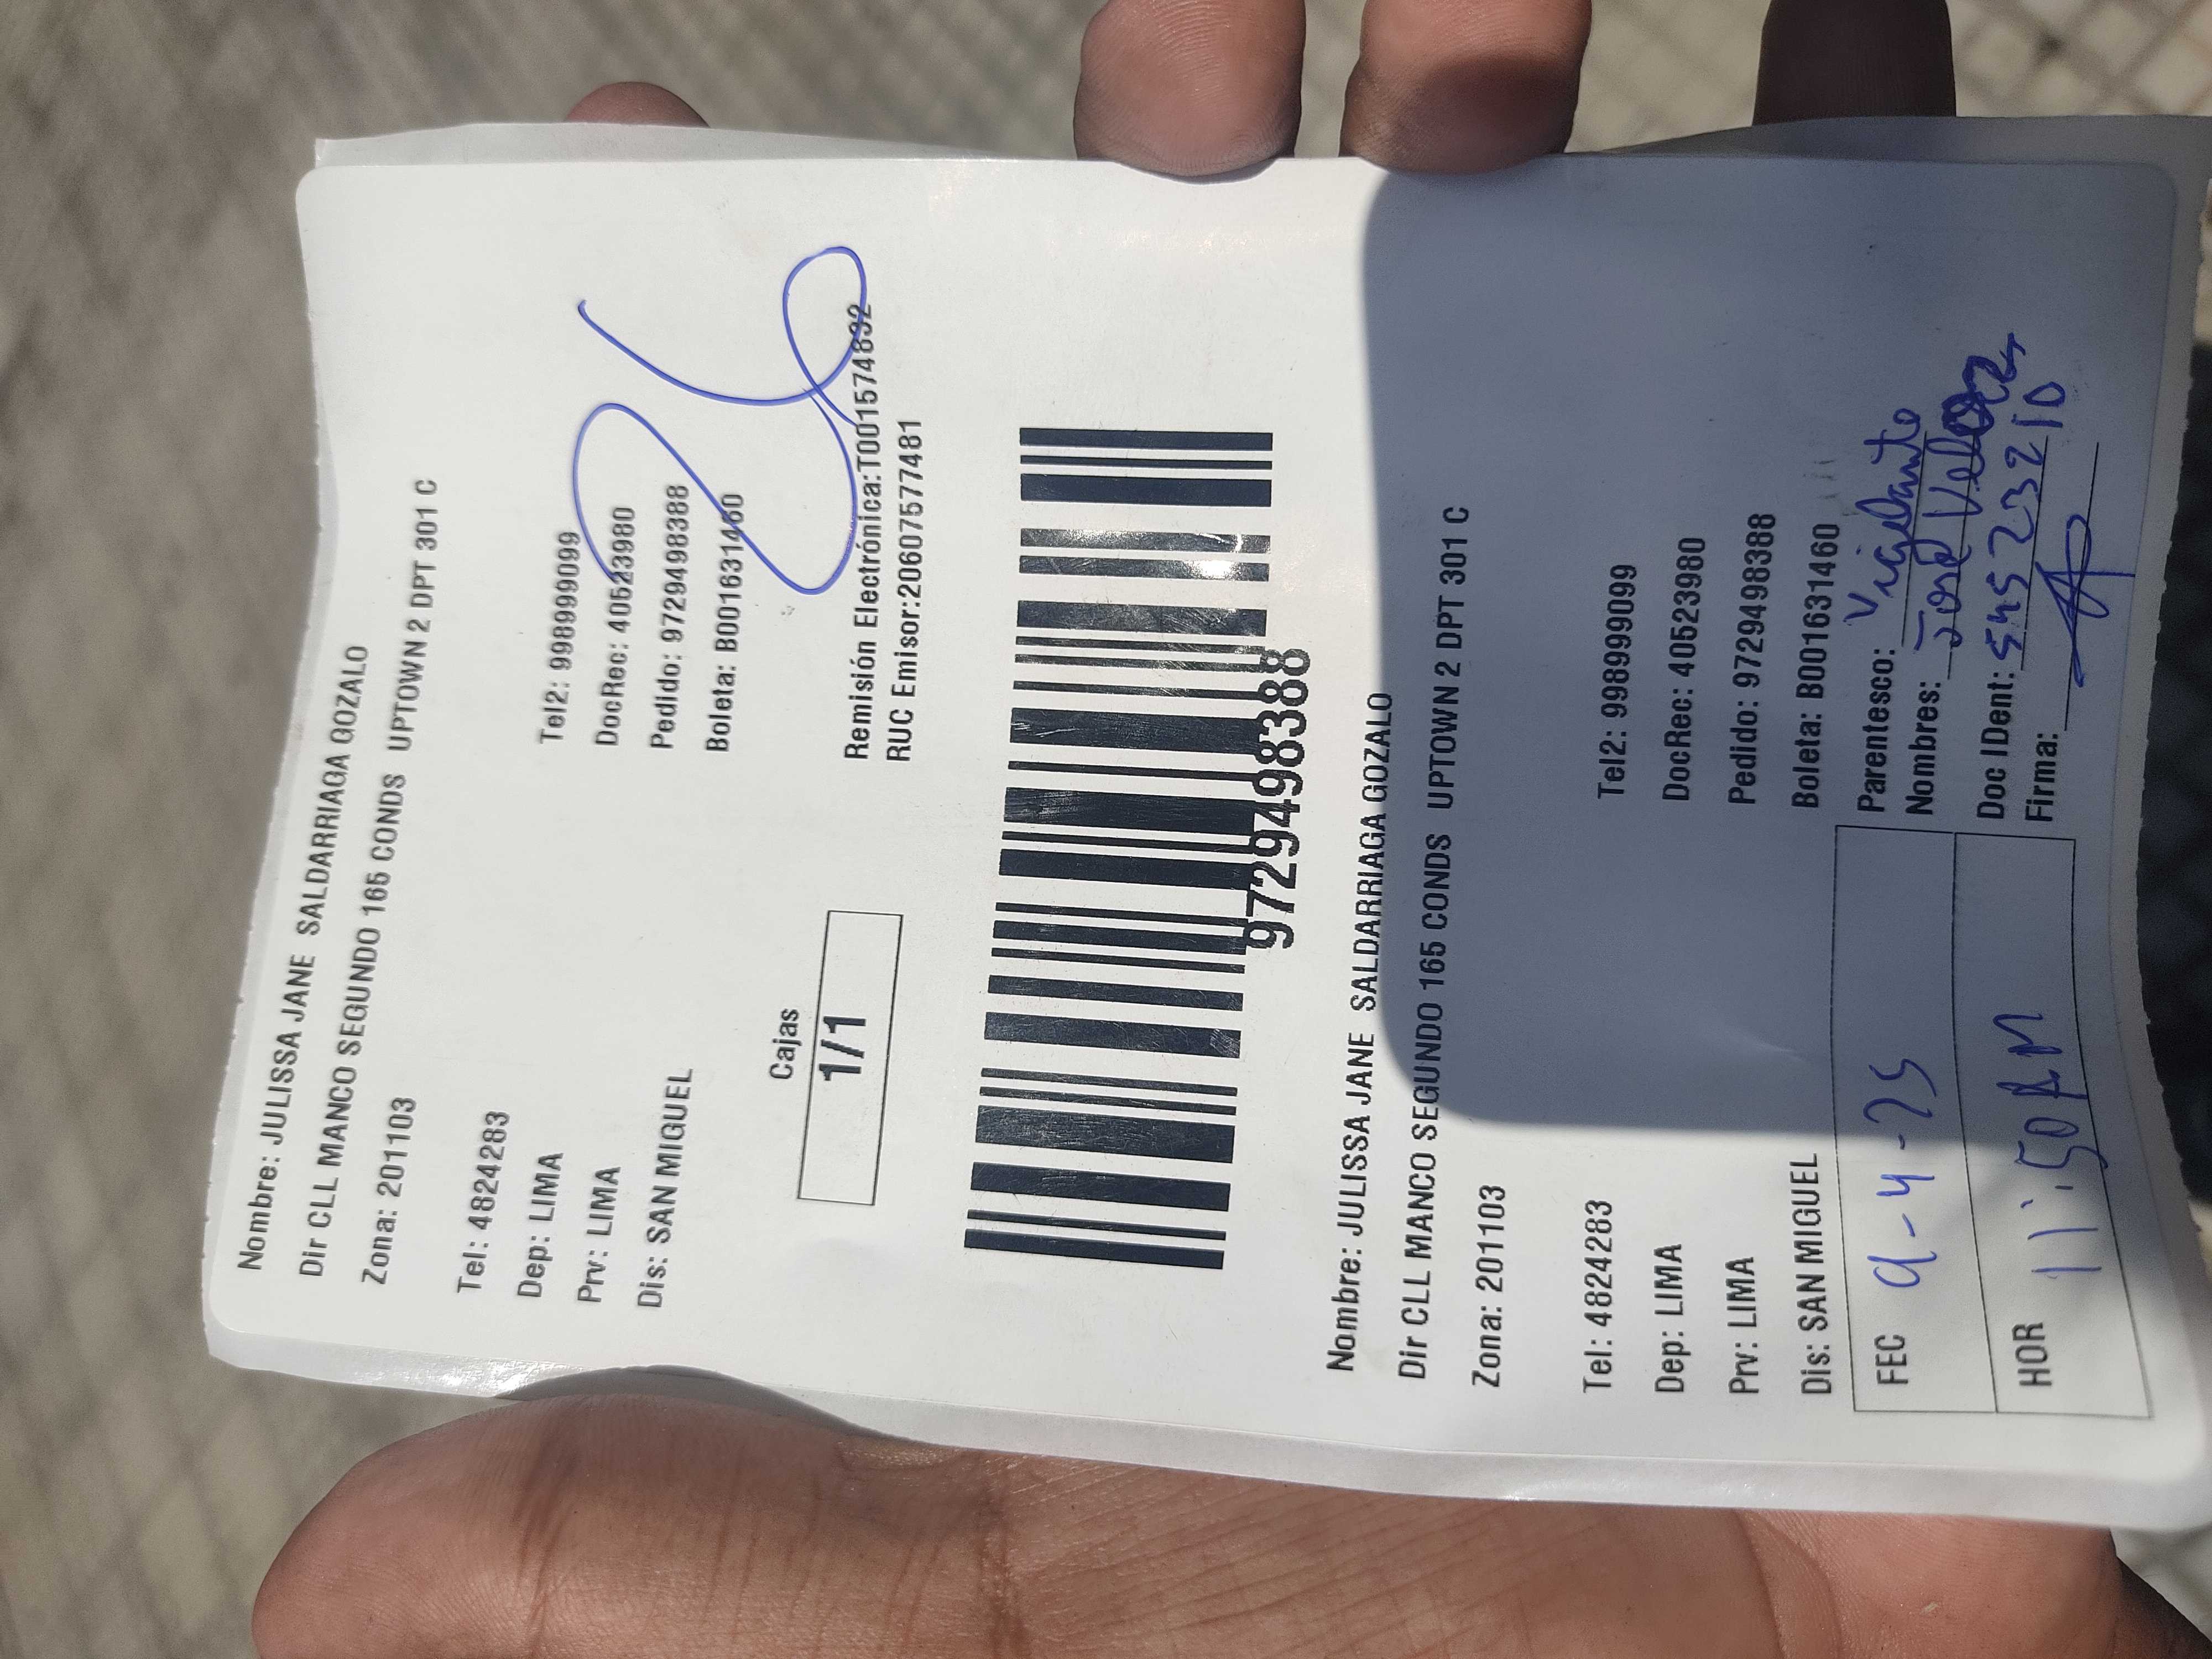 Nombre: JULISSA JANE SALDARRIAGA GOZALO
Dir CLL MANCO SEGUNDO 165 CONDS UPTOWN 2 DPT 301 C
Zona: 201103
Tel: 4824283 Tel2: 998999099
Dep: LIMA DocRec: 40523980
Prv: LIMA Pedido: 9729498388
Dis: SAN MIGUEL Boleta: B001631460
Cajas
1/1
Remisión Electrónica:T001574832
RUC Emisor:20607577481
9729498388
Nombre: JULISSA JANE SALDARRIAGA GOZALO
Dir CLL MANCO SEGUNDO 165 CONDS UPTOWN 2 DPT 301 C
Zona: 201103
Tel: 4824283 Tel2: 998999099
Dep: LIMA DocRec: 40523980
Prv: LIMA Pedido: 9729498388
Dis: SAN MIGUEL Boleta: B001631460
FEC 9-4-25 Parentesco: Vigilante
Nombres: José
HOR 11:50AM Doc IDent:
Firma: